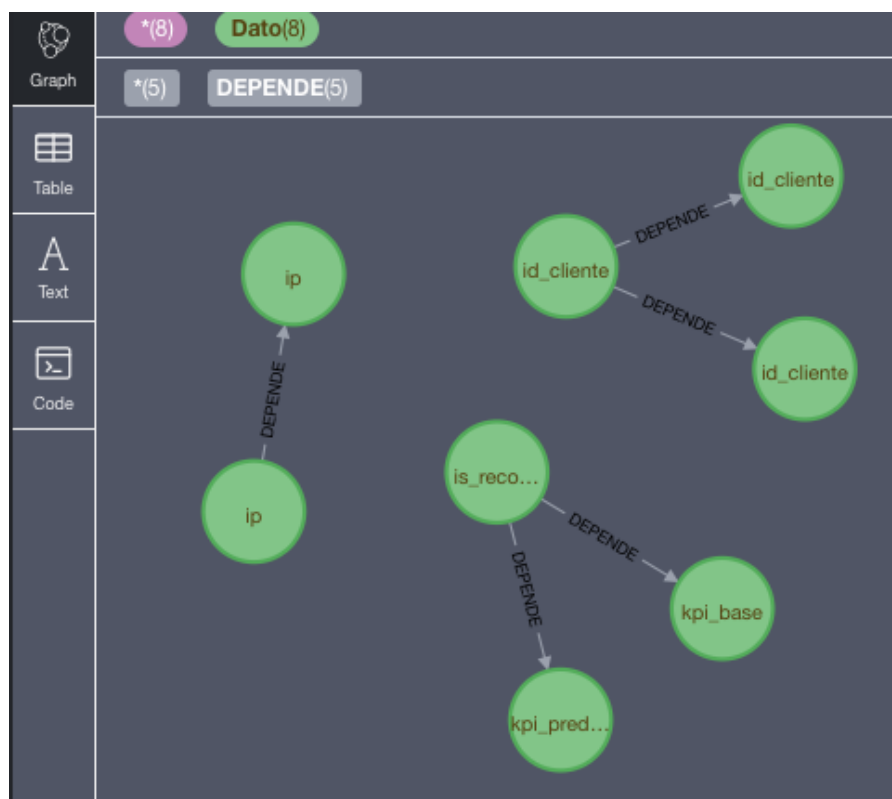 *(8) Dato(8)
*(5) DEPENDE(5)
Graph
Table
Text
Code
id_cliente
DEPENDE
id_cliente
DEPENDE
id_cliente
ip
DEPENDE
ip
is_reco...
DEPENDE
DEPENDE
kpi_base
kpi_pred...